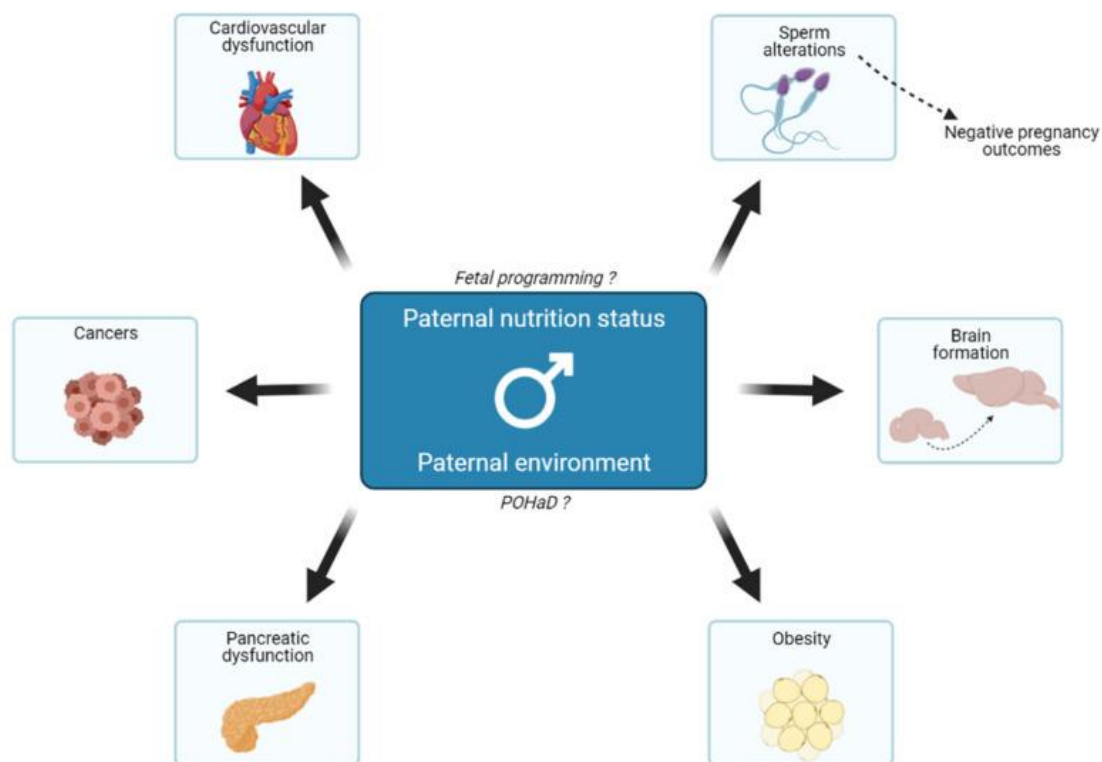 Cardiovascular
dysfunction
Sperm
alterations
Negative pregnancy
outcomes
Fetal programming ?
Cancers
Paternal nutrition status
Paternal environment
Brain
formation
POHaD ?
Pancreatic
dysfunction
Obesity